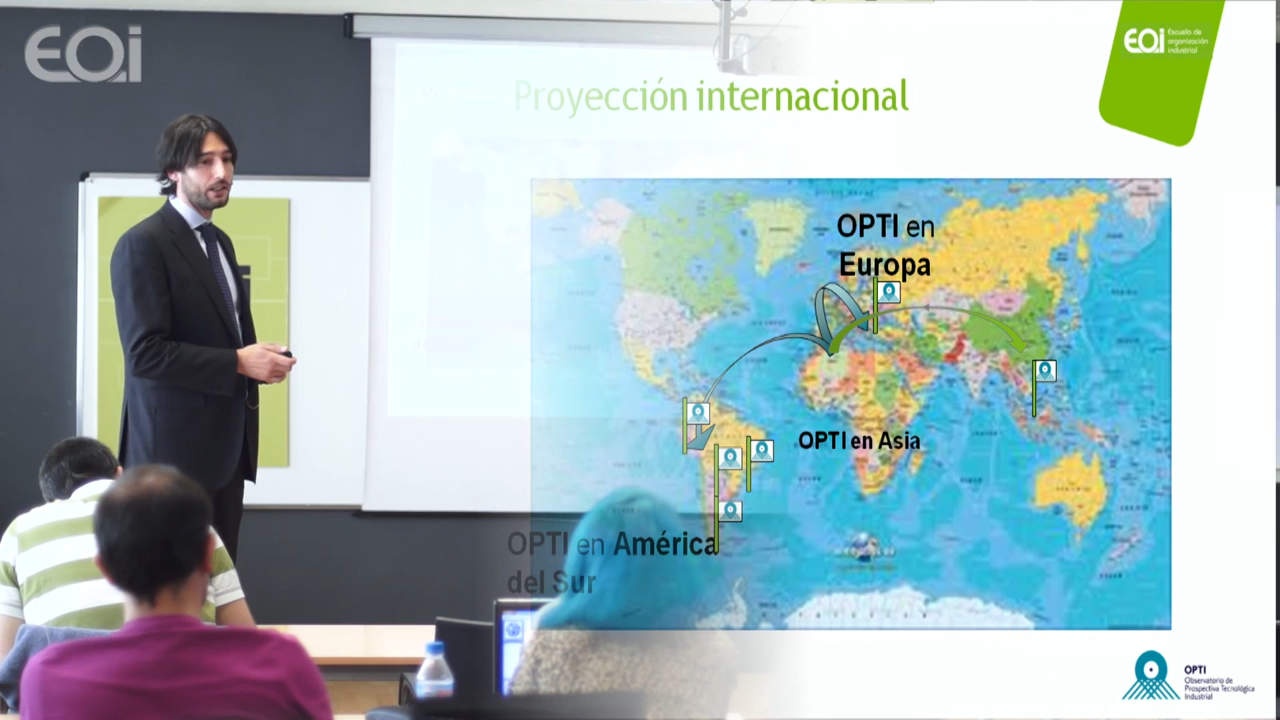 EOi
EOi Escuela de
organización
industrial
Proyección internacional
OPTI en
Europa
OPTI en Asia
OPTI en América
del Sur
OPTI
Observatorio de
Prospectiva Tecnológica
Industrial